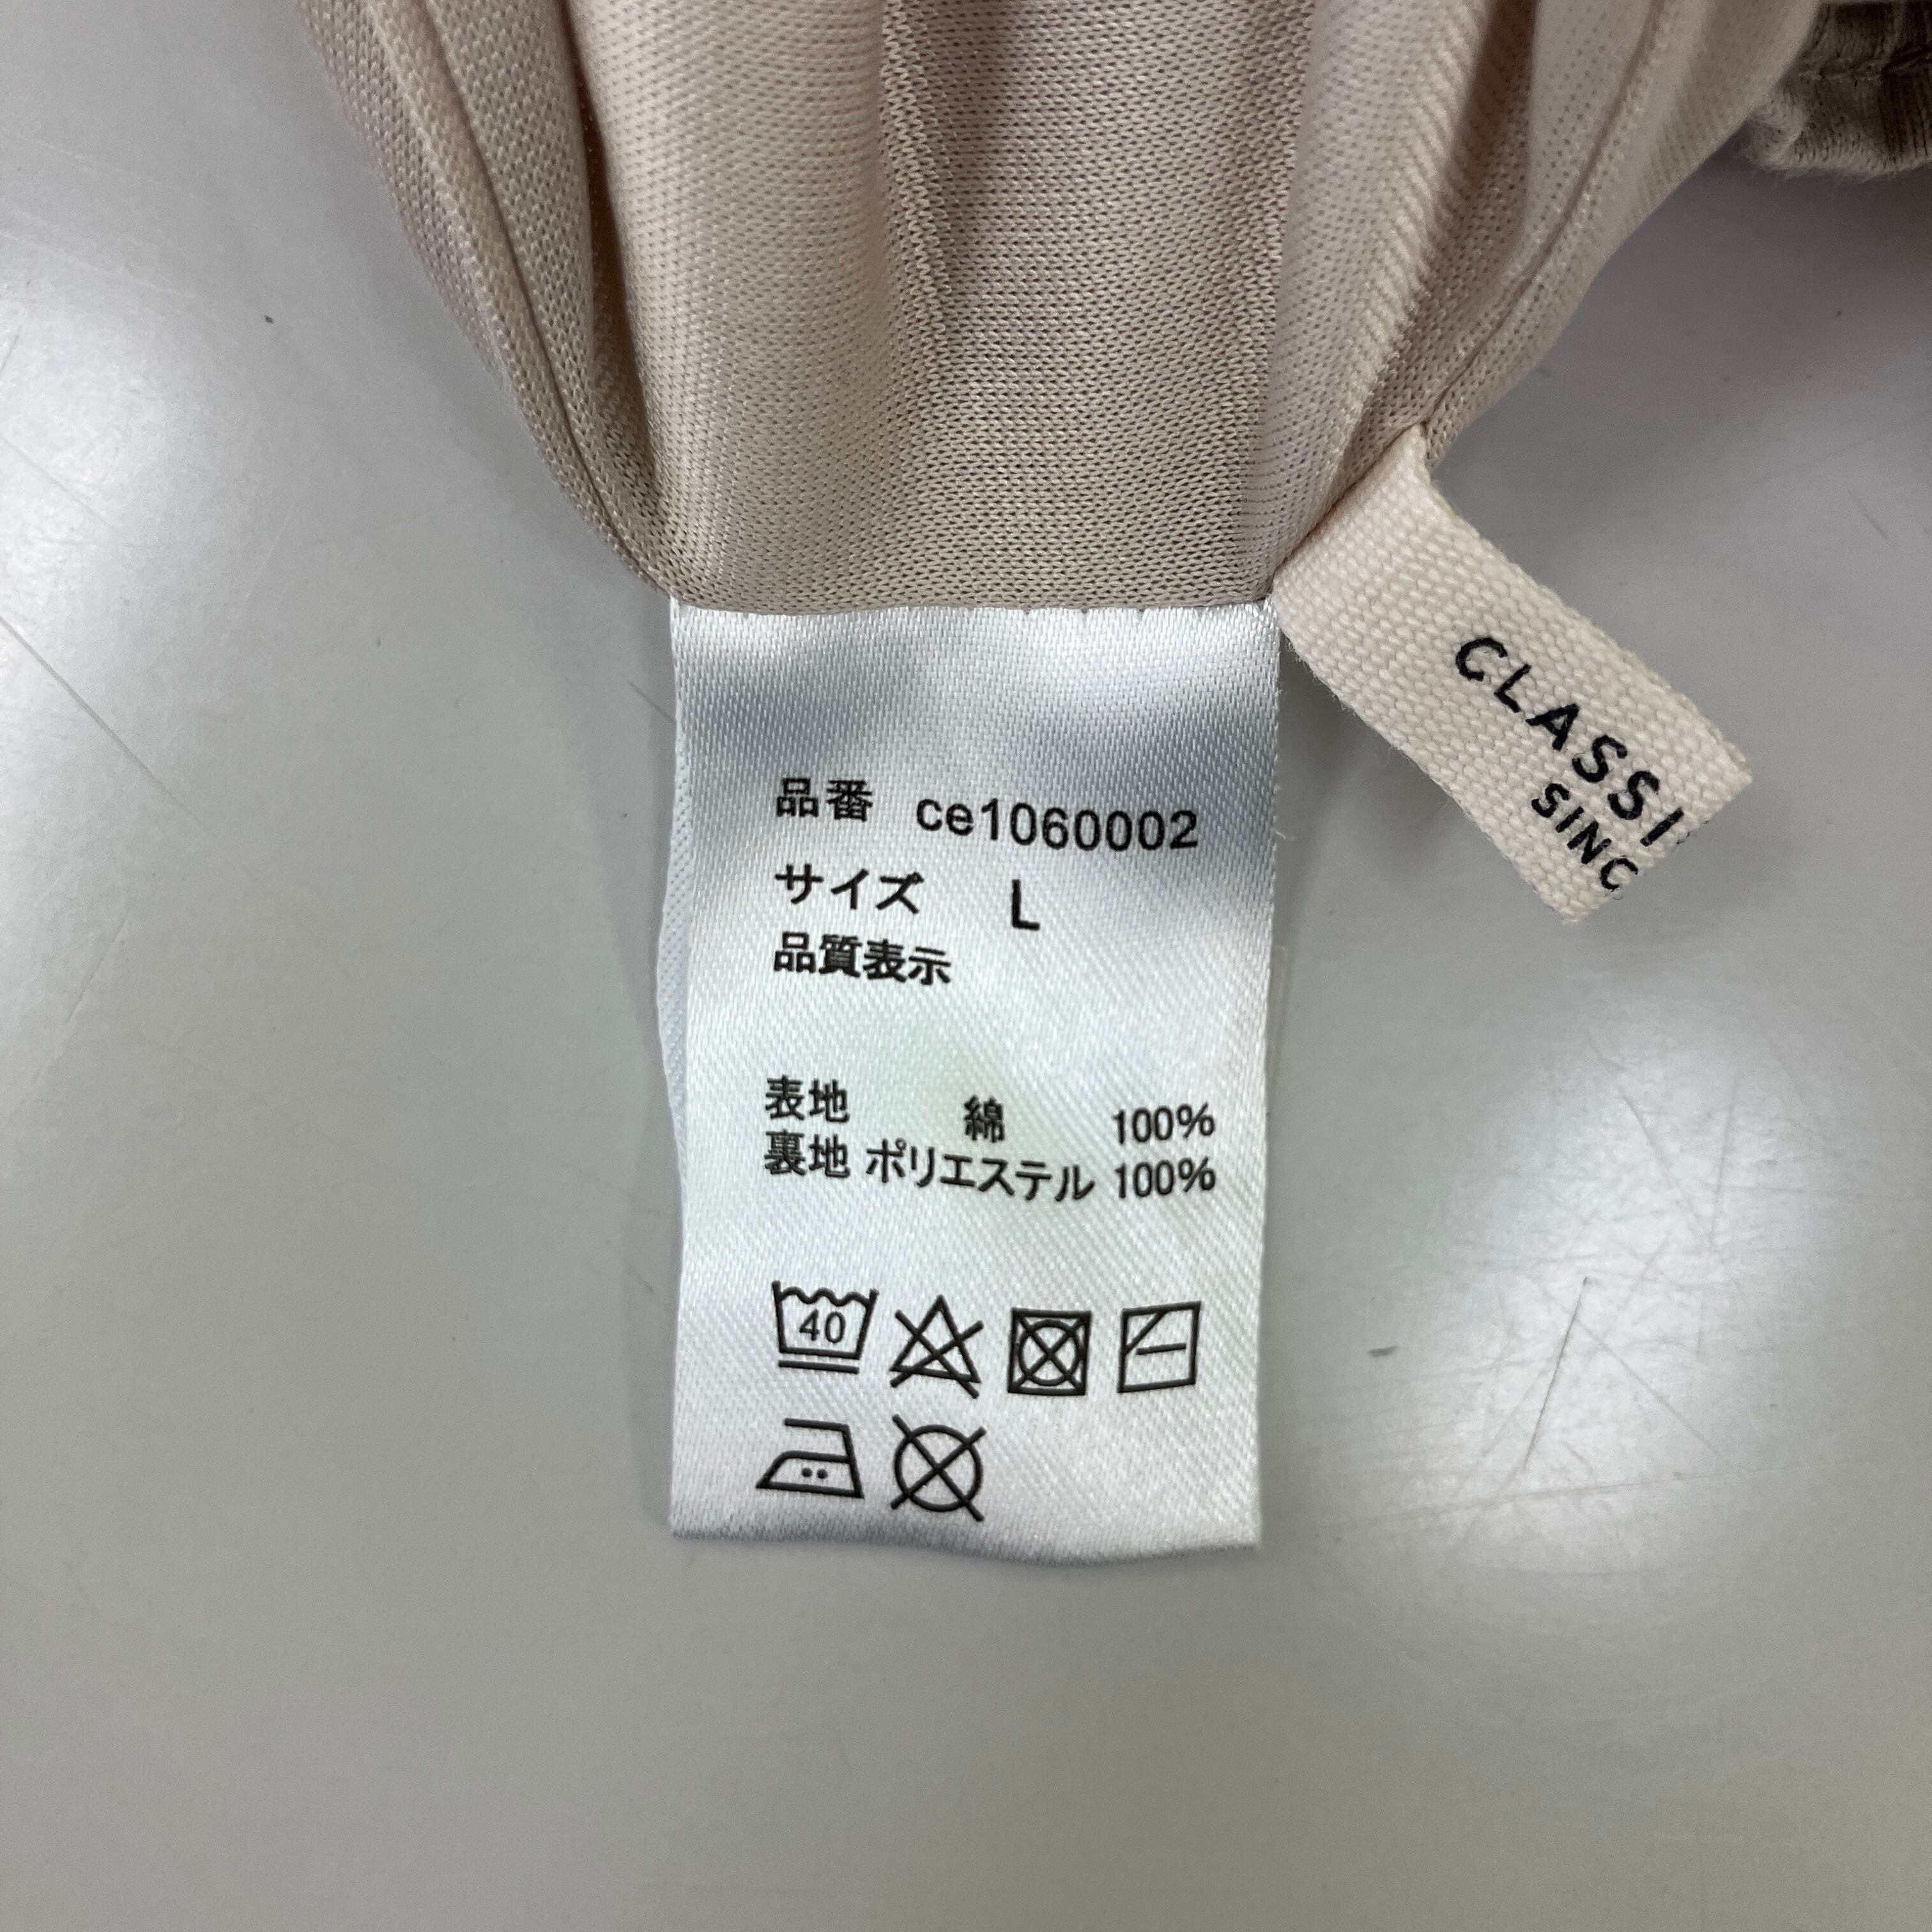 品番 ce1060002
サイズ L
品質表示
表地 綿 100%
裏地 ポリエステル 100%
40
CLASSI
SINC